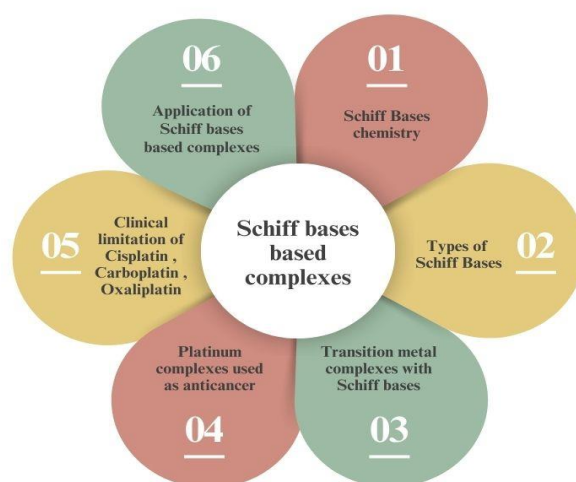 Schiff bases
based
complexes
01
Schiff Bases
chemistry
02
Types of
Schiff Bases
03
Transition metal
complexes with
Schiff bases
04
Platinum
complexes used
as anticancer
05
Clinical
limitation of
Cisplatin ,
Carboplatin ,
Oxaliplatin
06
Application of
Schiff bases
based complexes